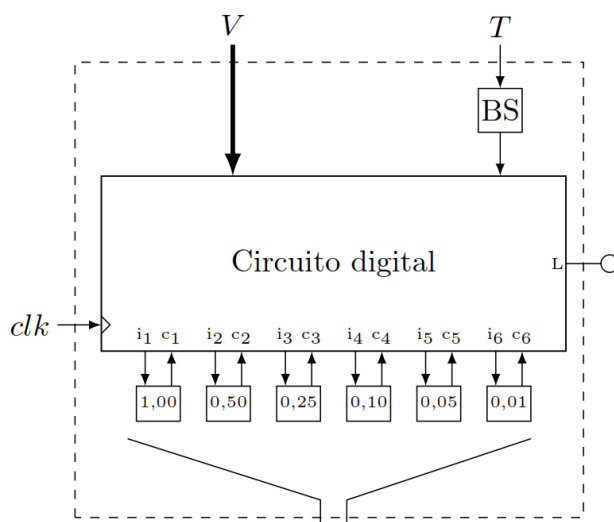 V T
BS
Circuito digital
L
clk
i1 c1 i2 c2 i3 c3 i4 c4 i5 c5 i6 c6
1,00 0,50 0,25 0,10 0,05 0,01